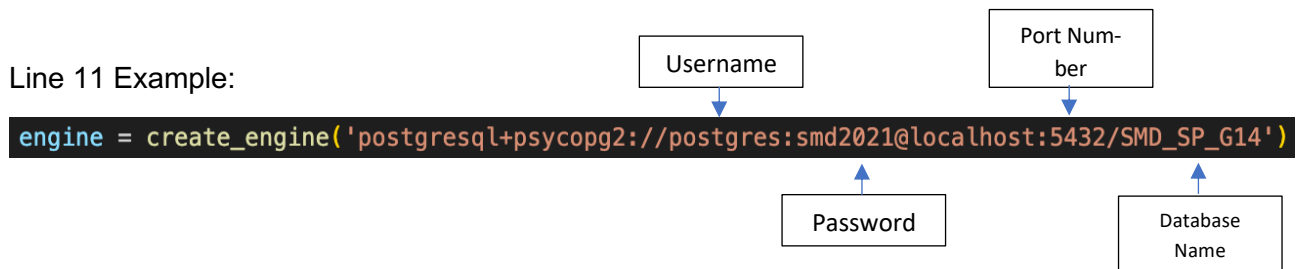 Port Num-
ber
Username
Line 11 Example:
engine = create_engine('postgresql+psycopg2://postgres:smd2021@localhost:5432/SMD_SP_G14')
Password
Database
Name